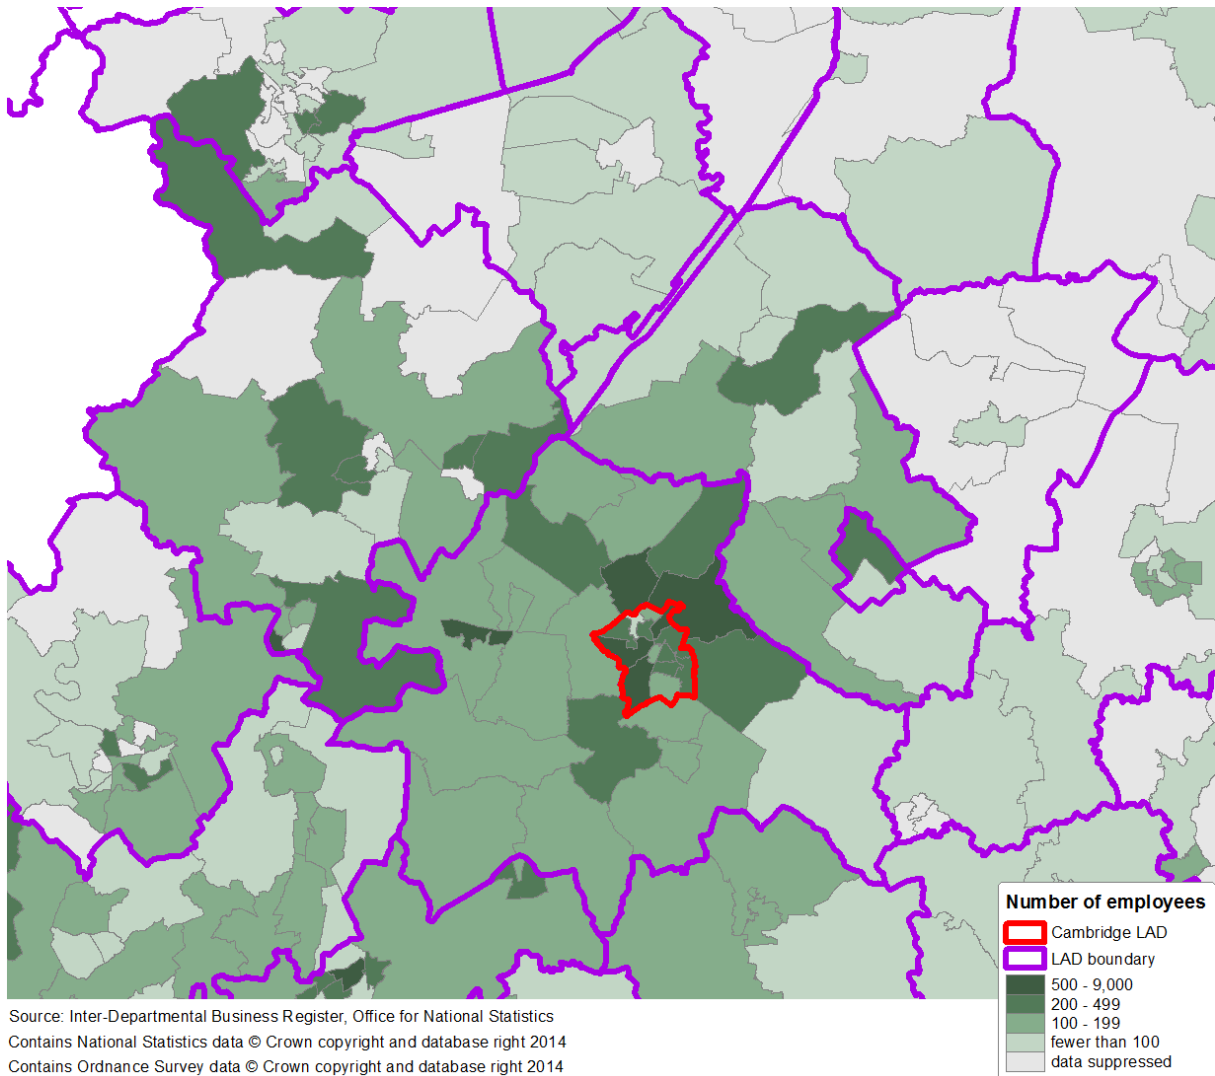 Number of employees
Cambridge LAD
LAD boundary
500 - 9,000
200 - 499
100 - 199
fewer than 100
data suppressed
Source: Inter-Departmental Business Register, Office for National Statistics
Contains National Statistics data © Crown copyright and database right 2014
Contains Ordnance Survey data © Crown copyright and database right 2014